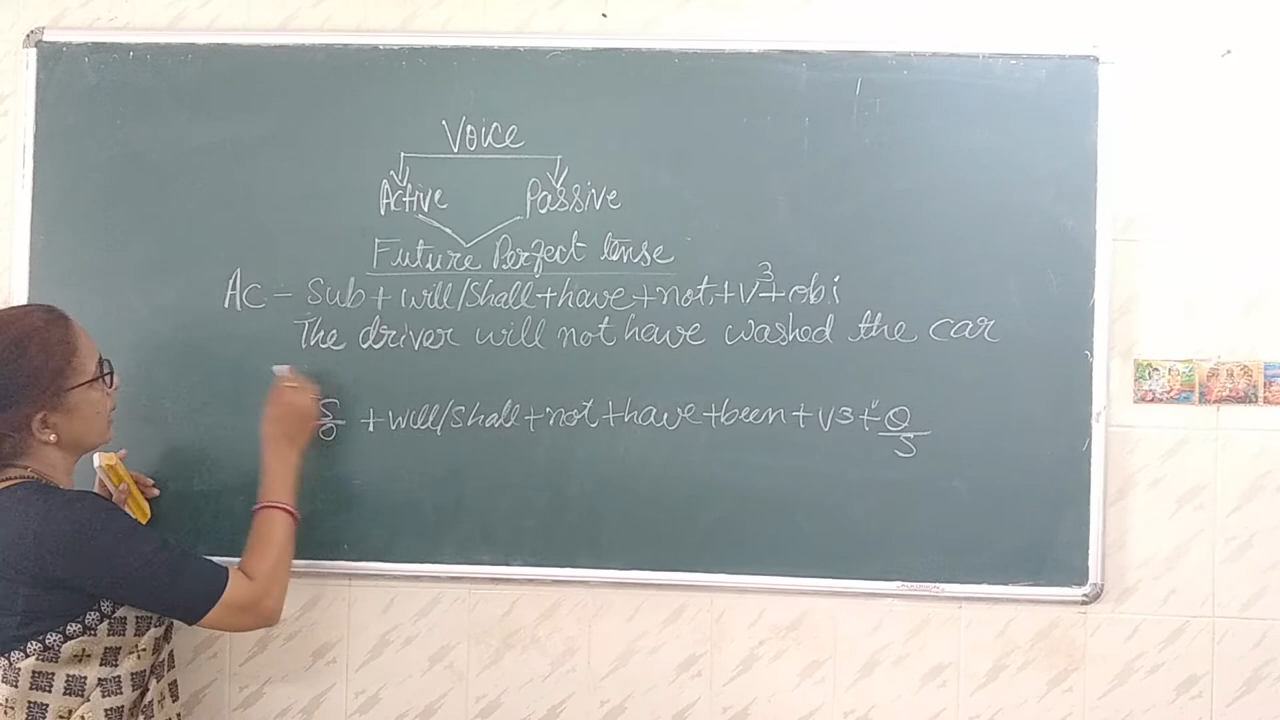 Voice
Active Passive
Future Perfect tense
Ac - Sub + will/Shall + have + not + V3 + obj
The driver will not have washed the car
S/O + will/Shall + not + have + been + V3 + O/S